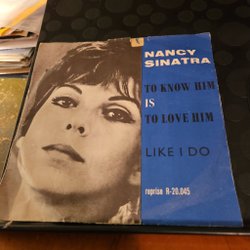 NANCY
SINATRA
TO KNOW HIM
IS
TO LOVE HIM
LIKE I DO
reprise R-20.045